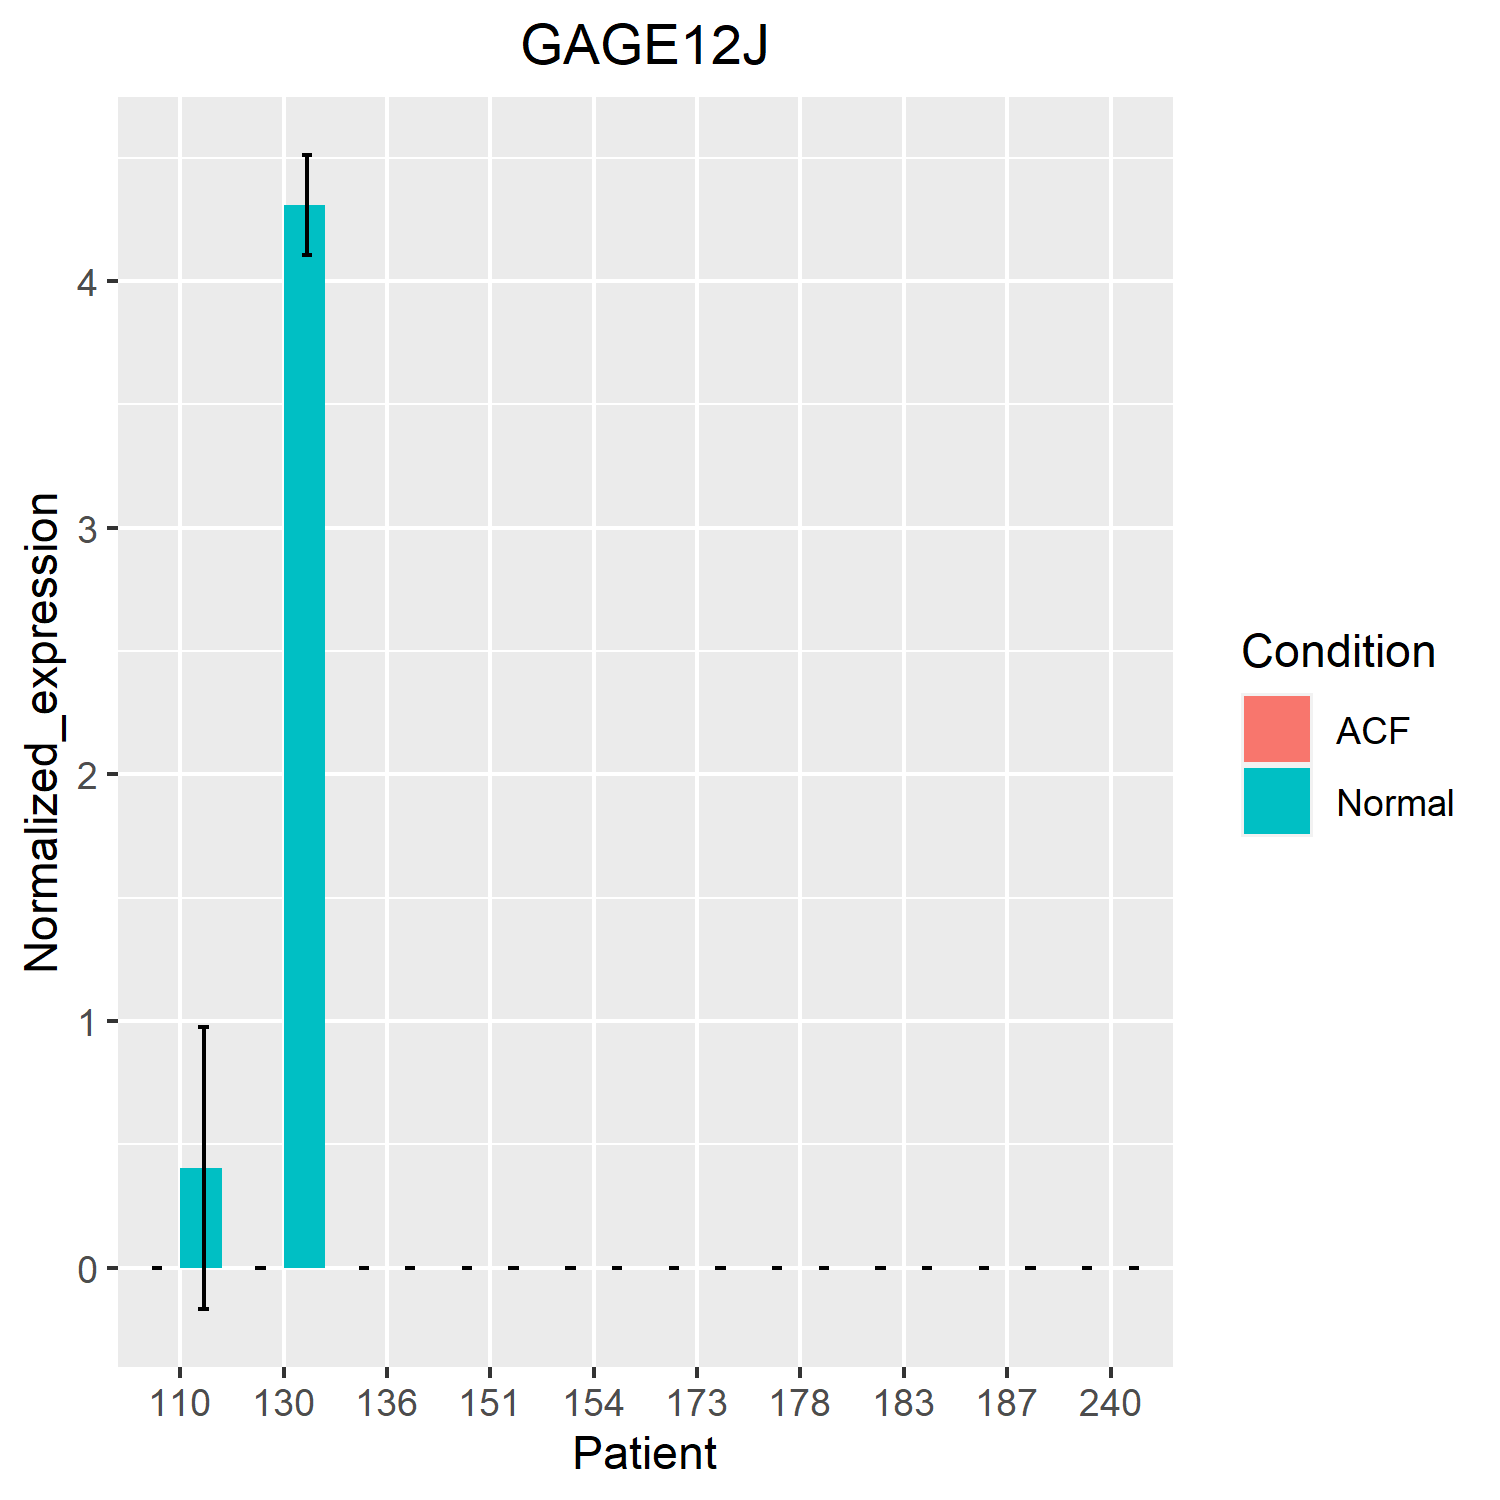 GAGE12J
Normalized_expression
4
3
2
1
0
110 130 136 151 154 173 178 183 187 240
Patient
Condition
ACF
Normal